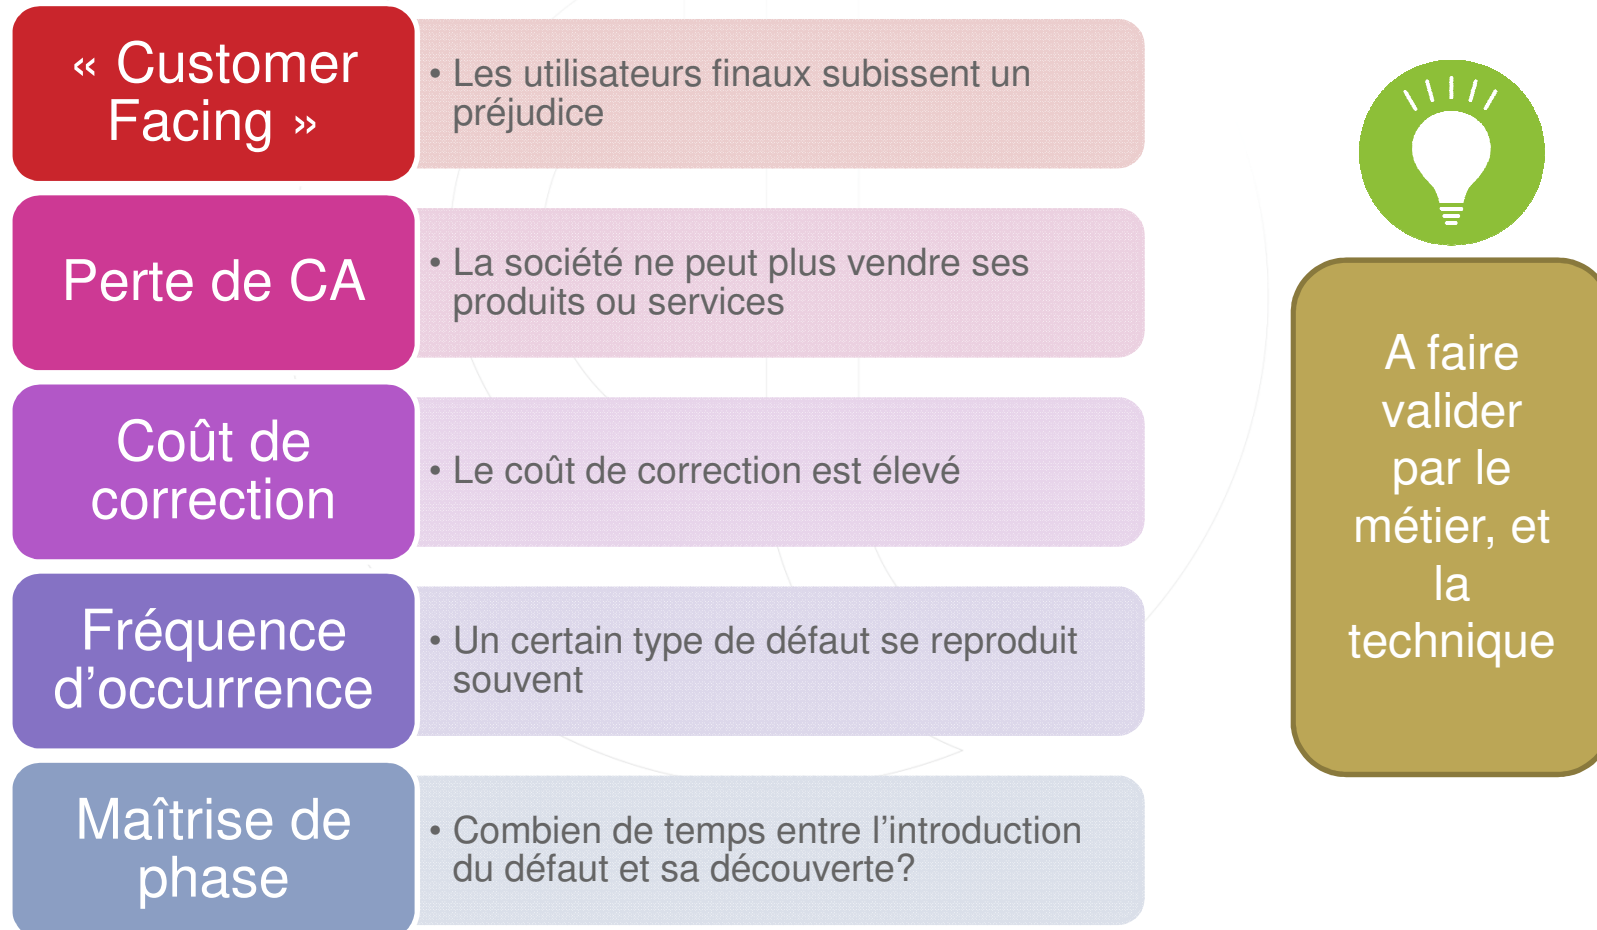 « Customer
Facing »
• Les utilisateurs finaux subissent un
préjudice
Perte de CA
• La société ne peut plus vendre ses
produits ou services
Coût de
correction
• Le coût de correction est élevé
Fréquence
d’occurrence
• Un certain type de défaut se reproduit
souvent
Maîtrise de
phase
• Combien de temps entre l’introduction
du défaut et sa découverte?
A faire
valider
par le
métier, et
la
technique